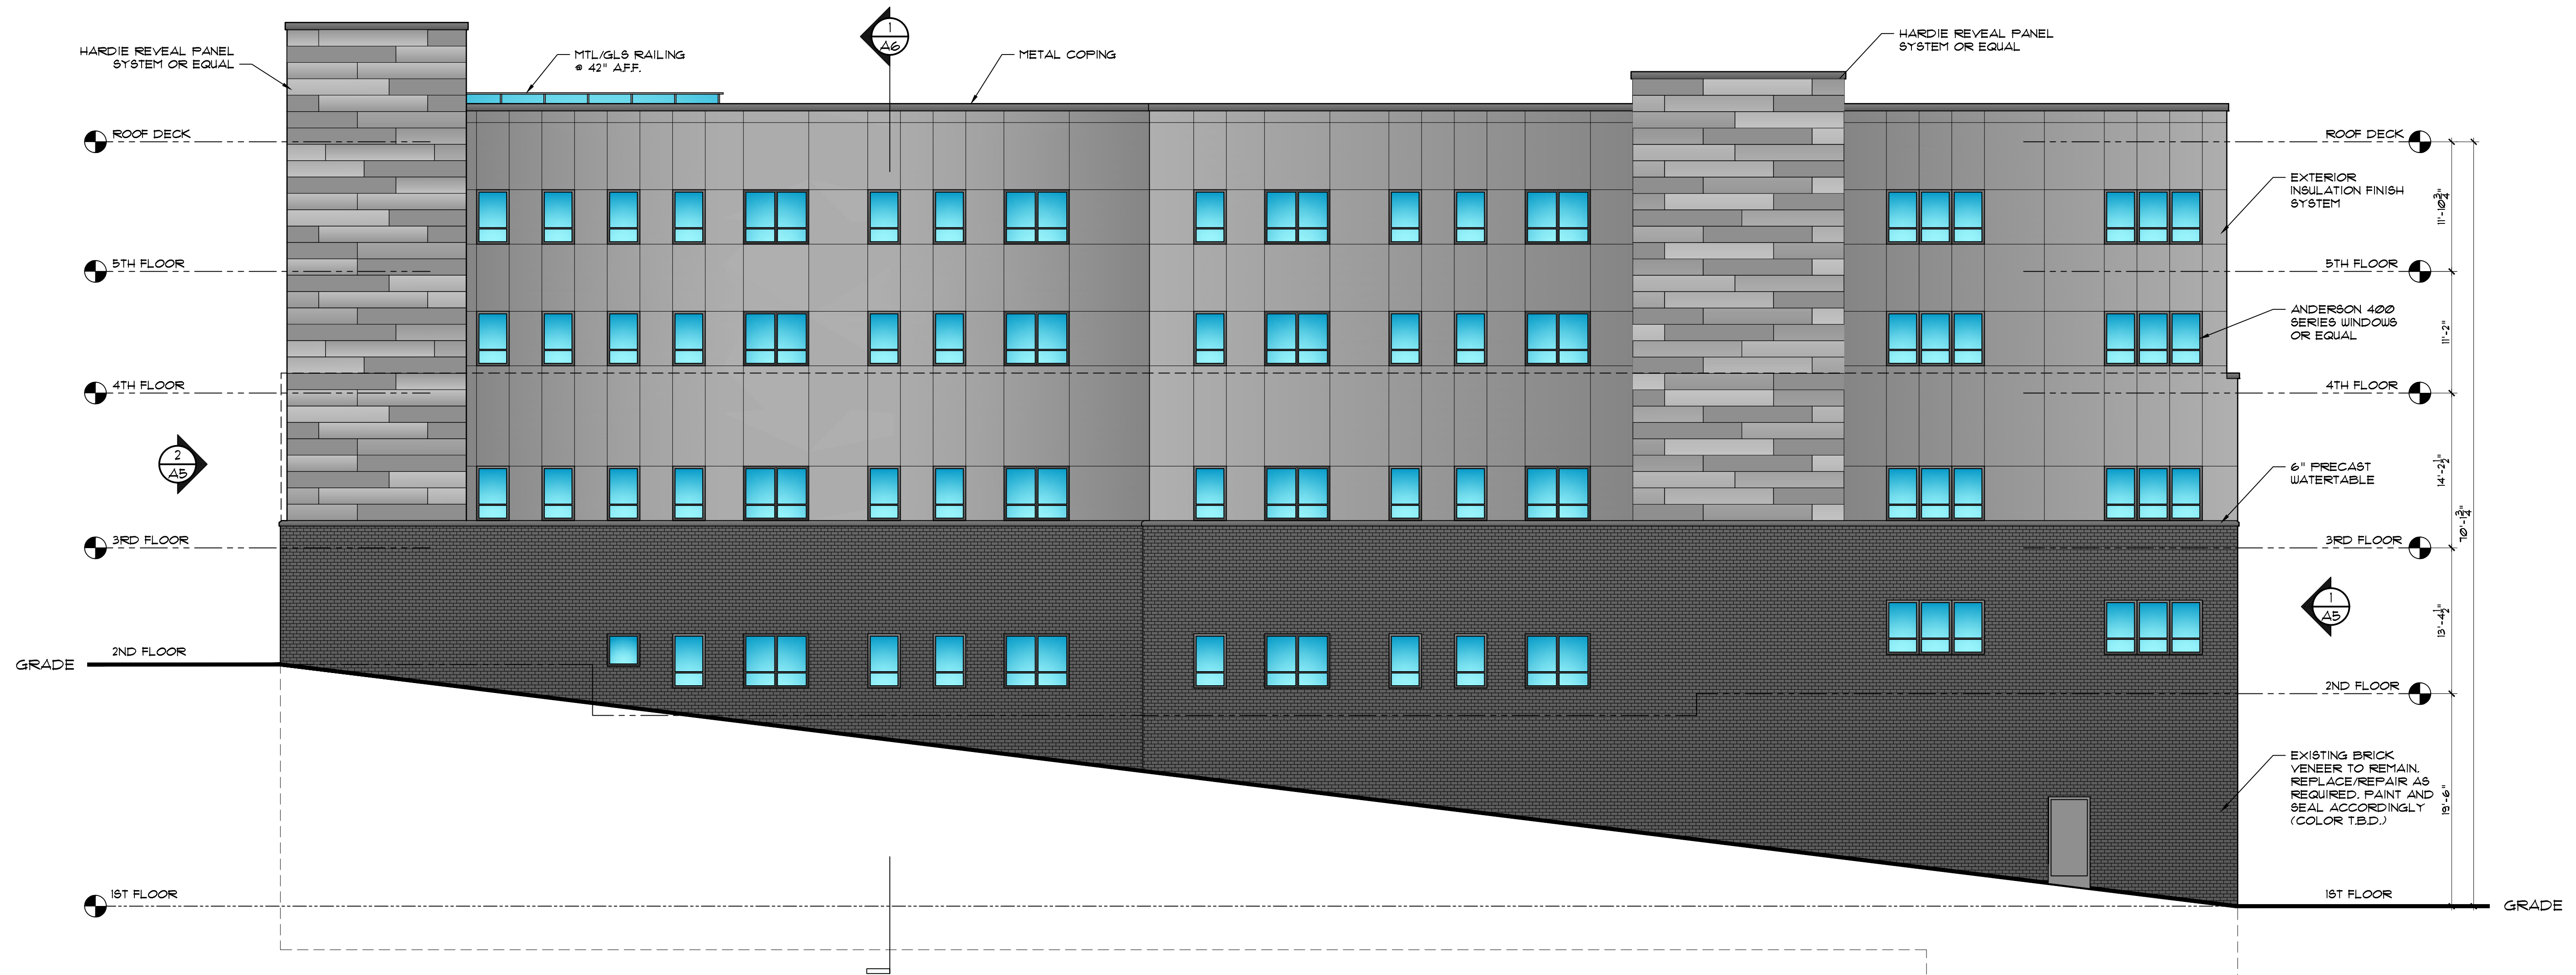 HARDIE REVEAL PANEL
SYSTEM OR EQUAL
MTL/GLS RAILING
@ 42" A.F.F.
1
A6
METAL COPING
HARDIE REVEAL PANEL
SYSTEM OR EQUAL
ROOF DECK
ROOF DECK
EXTERIOR
INSULATION FINISH
SYSTEM
11'-10 3/4"
5TH FLOOR
5TH FLOOR
ANDERSON 400
SERIES WINDOWS
OR EQUAL
11'-2"
4TH FLOOR
4TH FLOOR
2
A5
6" PRECAST
WATERTABLE
14'-2 1/2"
70'-1 3/4"
3RD FLOOR
3RD FLOOR
1
A5
13'-4 1/2"
GRADE
2ND FLOOR
2ND FLOOR
EXISTING BRICK
VENEER TO REMAIN.
REPLACE/REPAIR AS
REQUIRED. PAINT AND
SEAL ACCORDINGLY
(COLOR T.B.D.)
19'-6"
1ST FLOOR
1ST FLOOR
GRADE